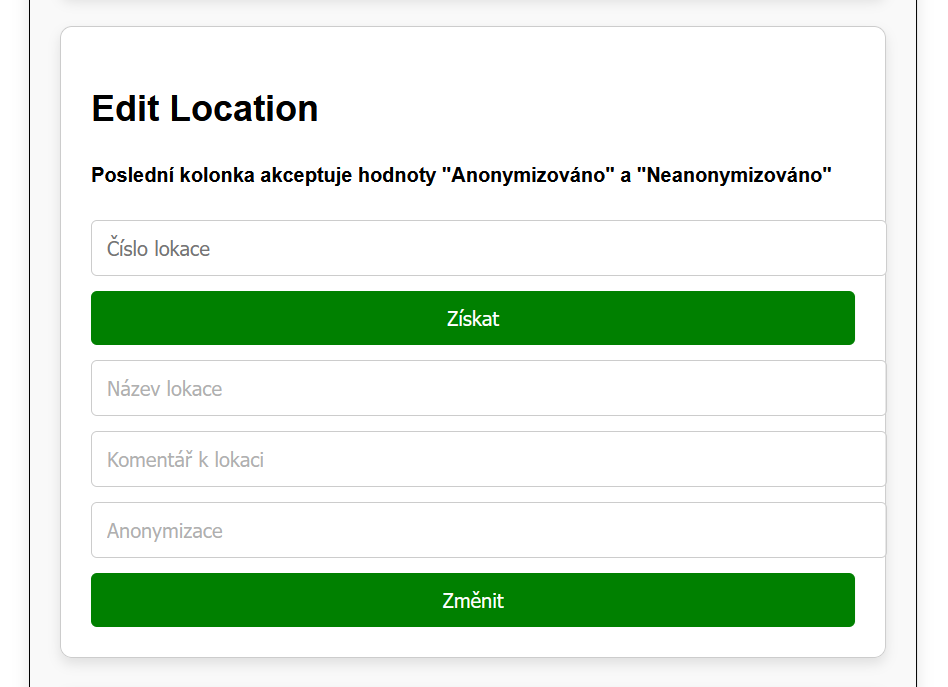 Edit Location
Poslední kolonka akceptuje hodnoty "Anonymizováno" a "Neanonymizováno"
Číslo lokace
Získat
Název lokace
Komentář k lokaci
Anonymizace
Změnit